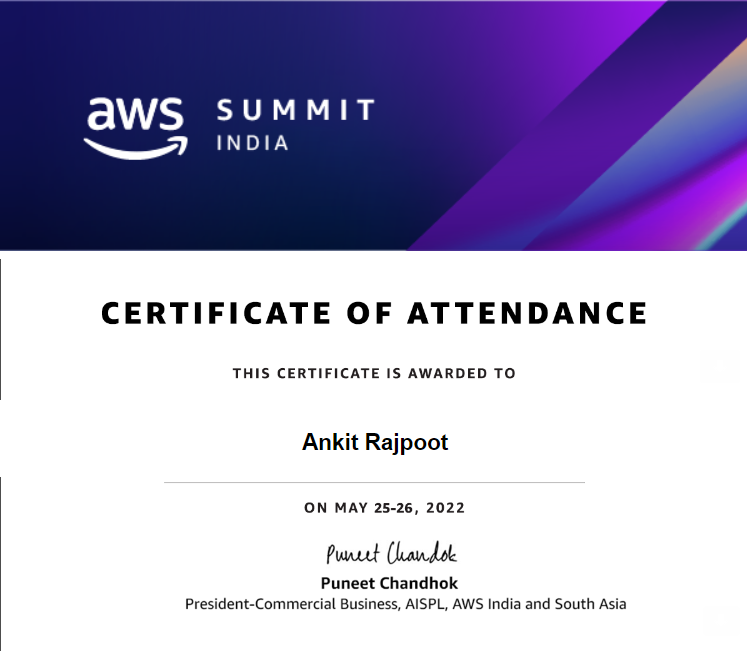 aws SUMMIT
INDIA
CERTIFICATE OF ATTENDANCE
THIS CERTIFICATE IS AWARDED TO
Ankit Rajpoot
ON MAY 25-26, 2022
Puneet Chandok
Puneet Chandhok
President-Commercial Business, AISPL, AWS India and South Asia